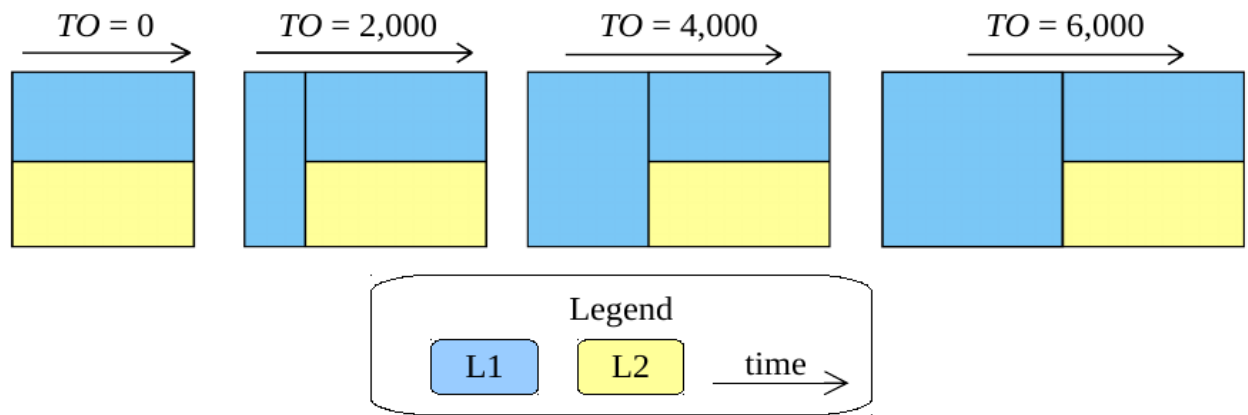 TO = 0
TO = 2,000
TO = 4,000
TO = 6,000
Legend
L1
L2
time